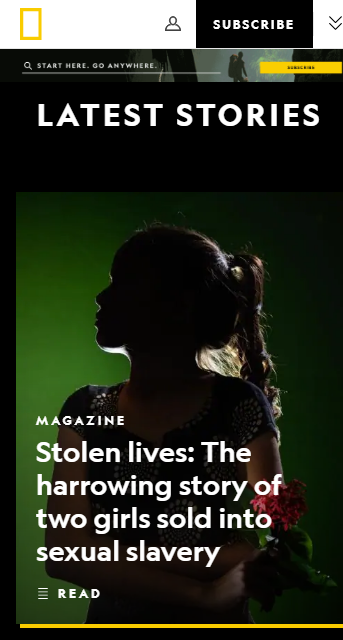 SUBSCRIBE
START HERE. GO ANYWHERE.
SUBSCRIBE
LATEST STORIES
MAGAZINE
Stolen lives: The
harrowing story of
two girls sold into
sexual slavery
READ